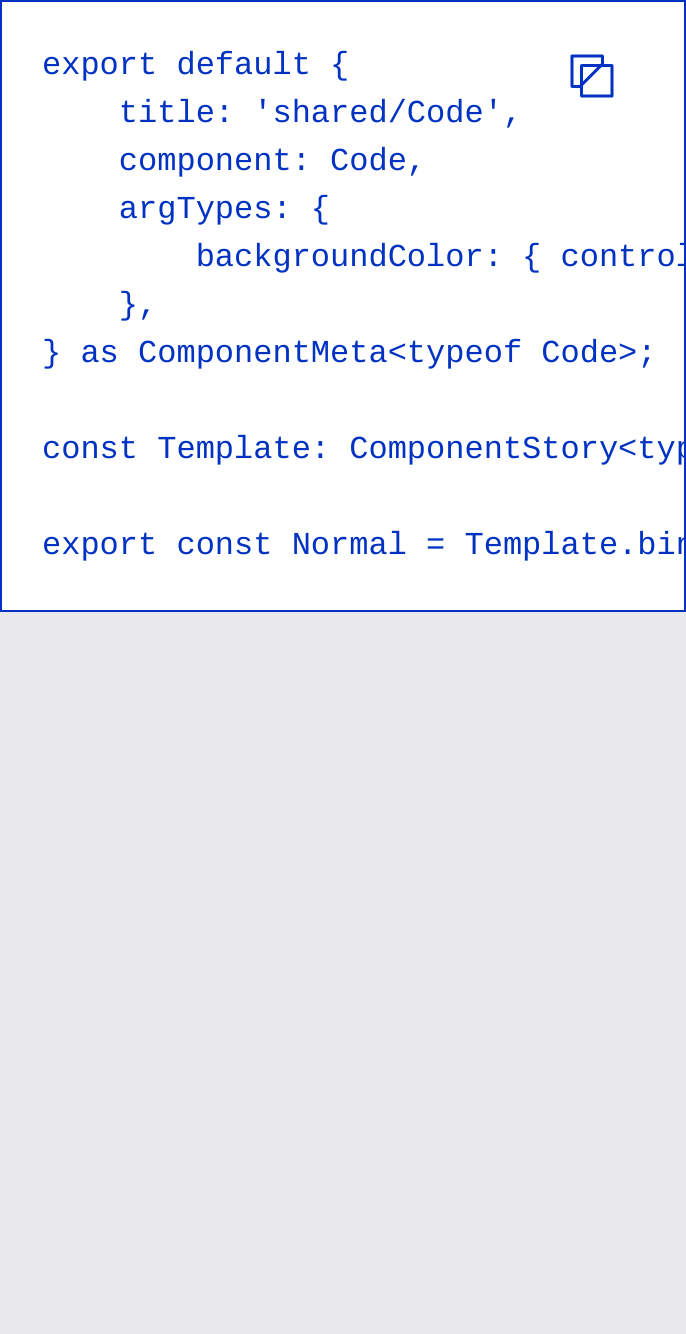 export default {
    title: 'shared/Code',
    component: Code,
    argTypes: {
        backgroundColor: { control
    },
} as ComponentMeta<typeof Code>;
const Template: ComponentStory<typ
export const Normal = Template.bin